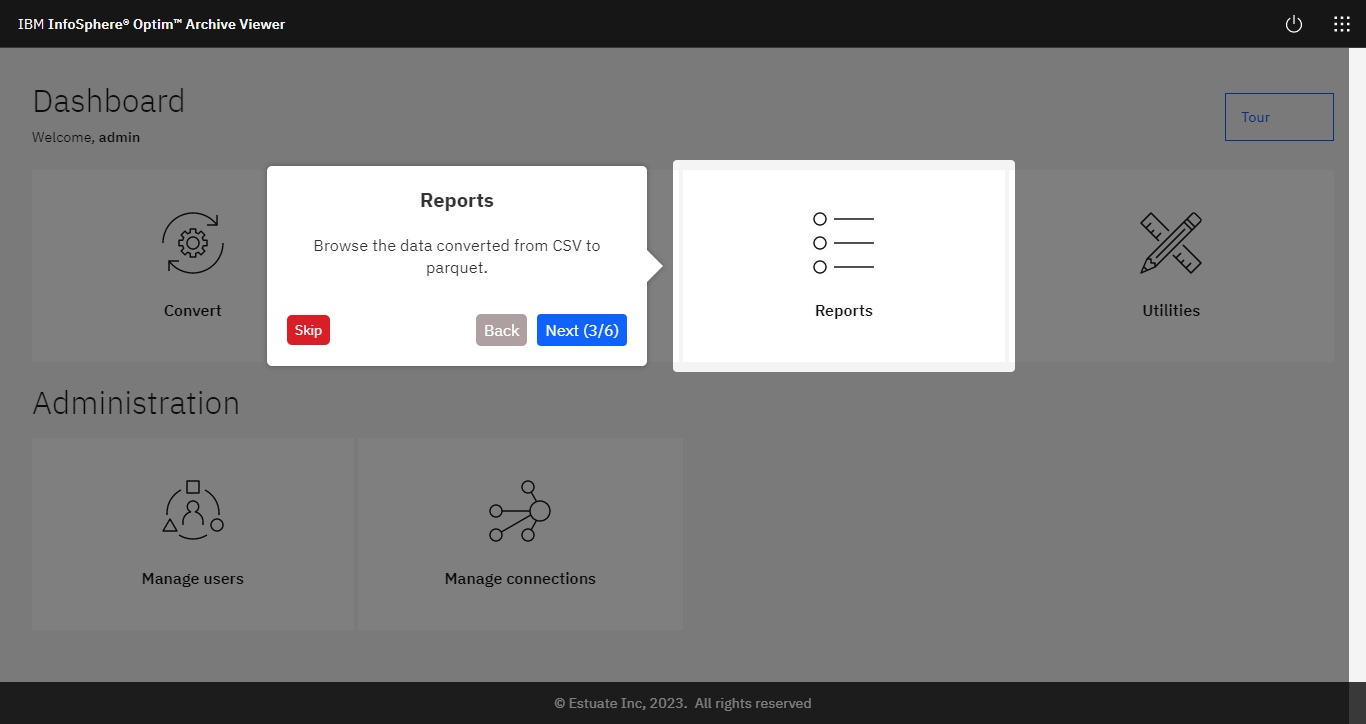 IBM InfoSphere® Optim™ Archive Viewer
Dashboard
Welcome, admin
Tour
Reports
Browse the data converted from CSV to
parquet.
Skip
Back
Next (3/6)
Convert
Reports
Utilities
Administration
Manage users
Manage connections
© Estuate Inc, 2023. All rights reserved